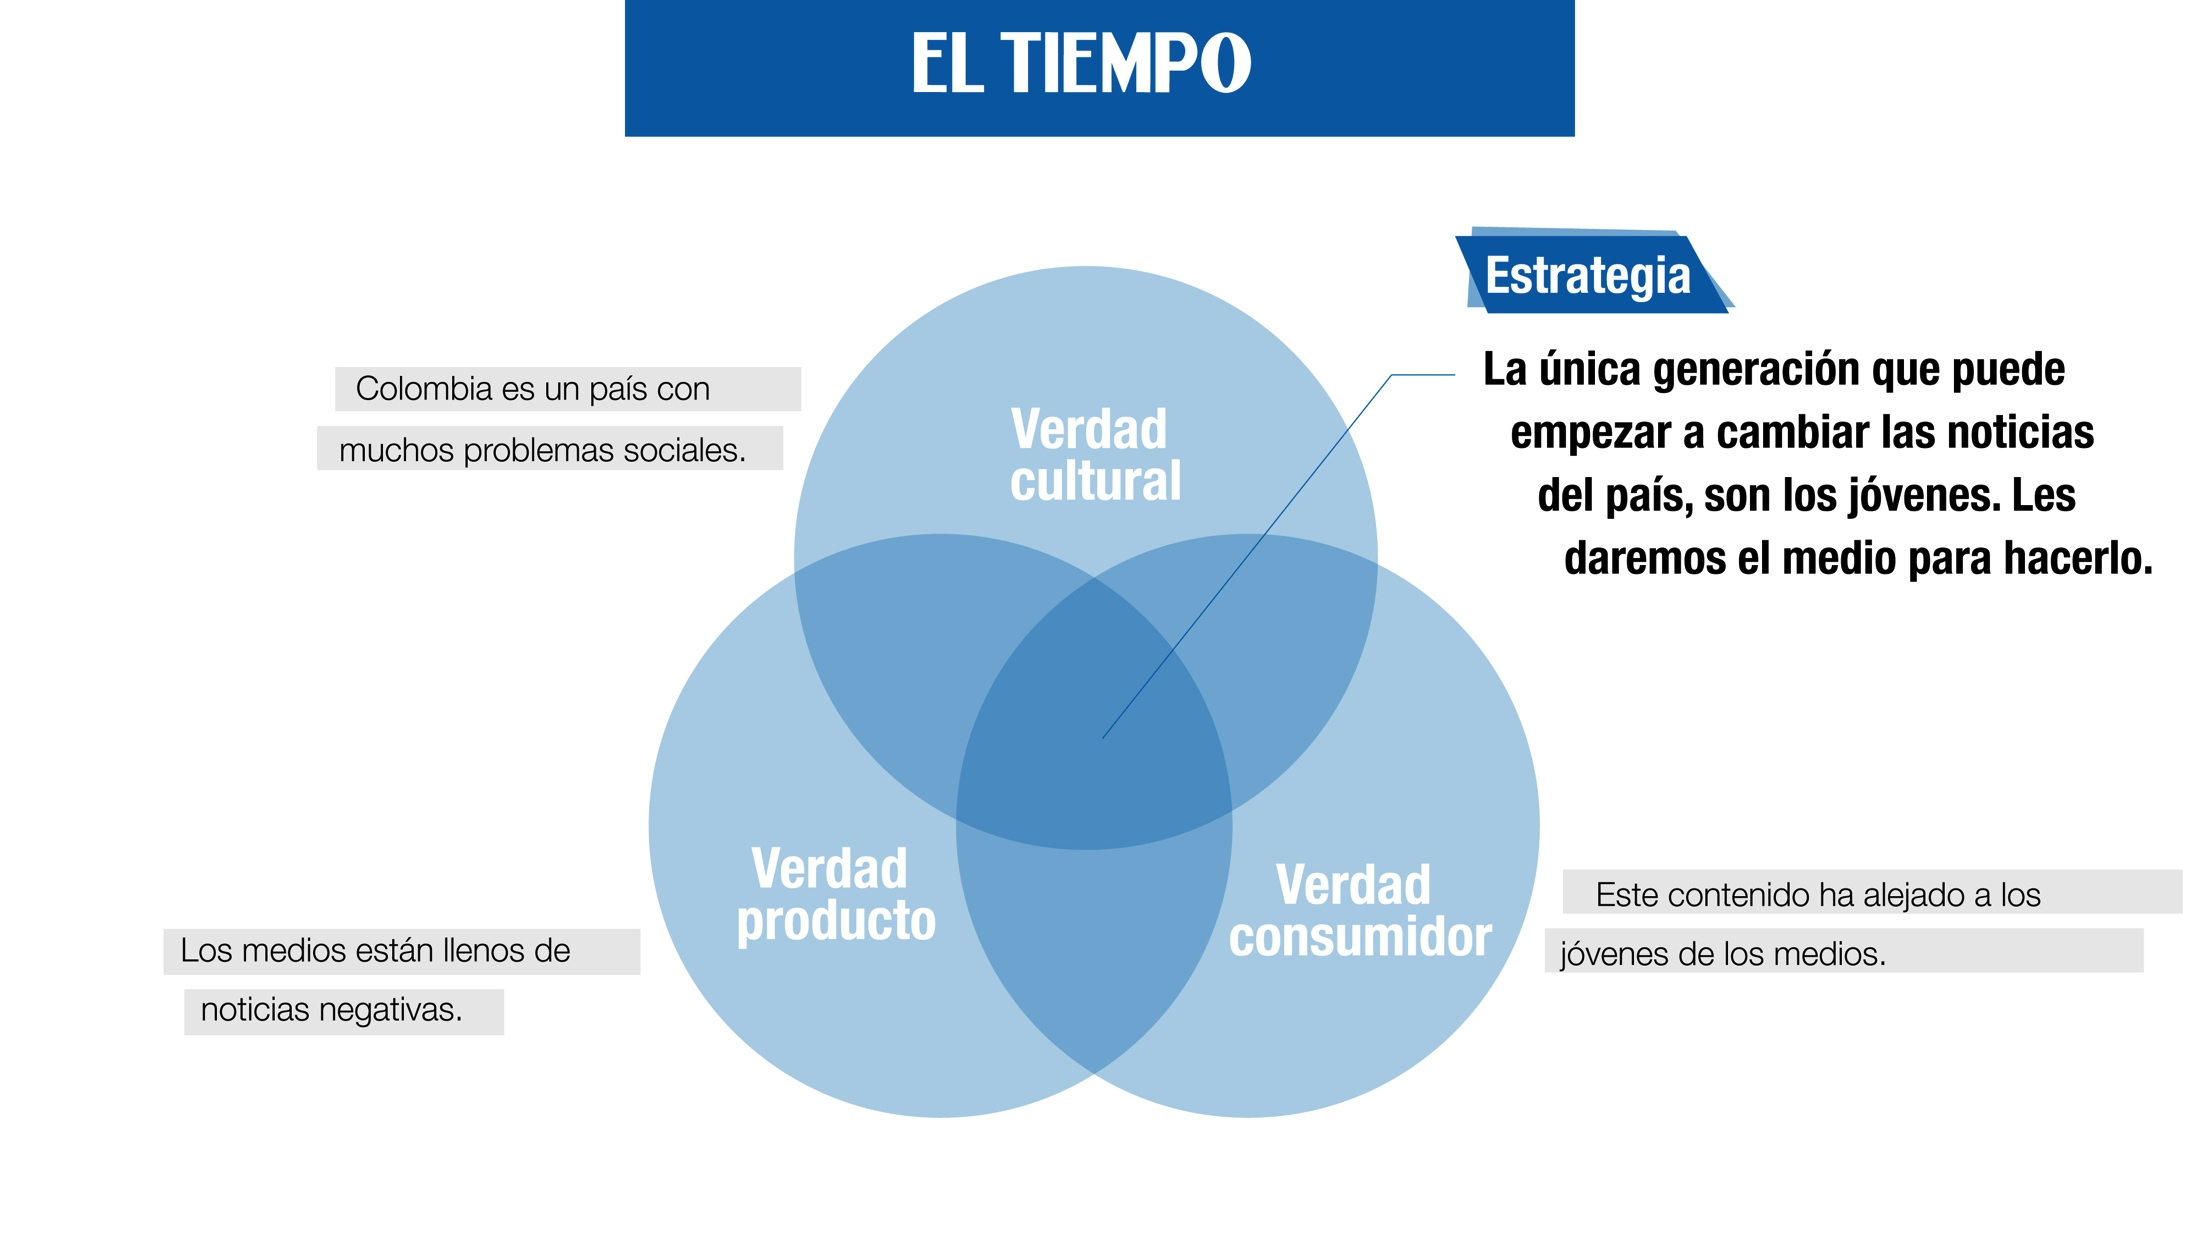 EL TIEMPO
Estrategia
La única generación que puede
empezar a cambiar las noticias
del país, son los jóvenes. Les
daremos el medio para hacerlo.
Colombia es un país con
muchos problemas sociales.
Verdad
cultural
Verdad
producto
Verdad
consumidor
Los medios están llenos de
noticias negativas.
Este contenido ha alejado a los
jóvenes de los medios.